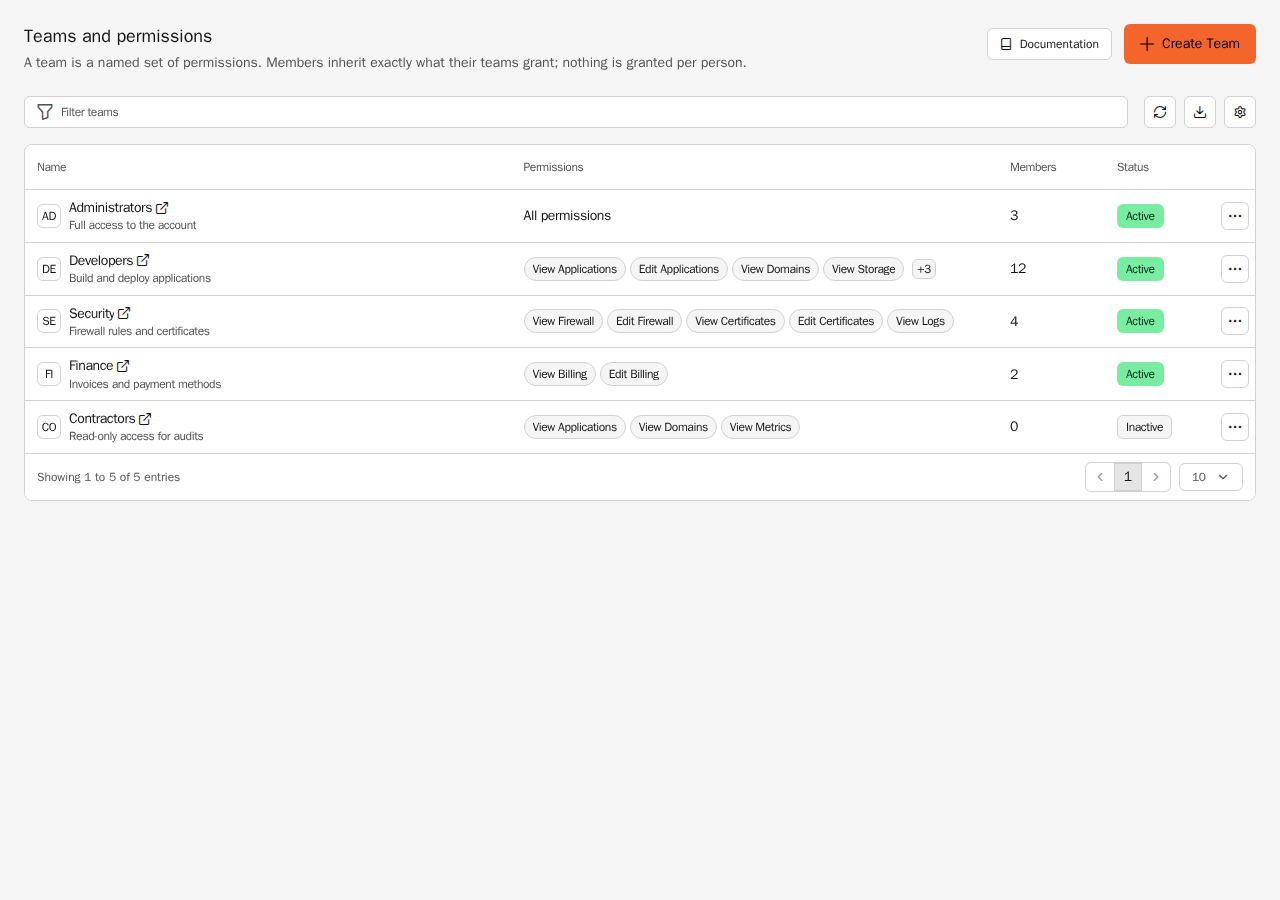 Teams and permissions
A team is a named set of permissions. Members inherit exactly what their teams grant; nothing is granted per person.
Documentation
Create Team
Filter teams
Name Permissions Members Status
AD Administrators All permissions 3 Active
Full access to the account
DE Developers View Applications Edit Applications View Domains View Storage +3 12 Active
Build and deploy applications
SE Security View Firewall Edit Firewall View Certificates Edit Certificates View Logs 4 Active
Firewall rules and certificates
FI Finance View Billing Edit Billing 2 Active
Invoices and payment methods
CO Contractors View Applications View Domains View Metrics 0 Inactive
Read-only access for audits
Showing 1 to 5 of 5 entries 1 10